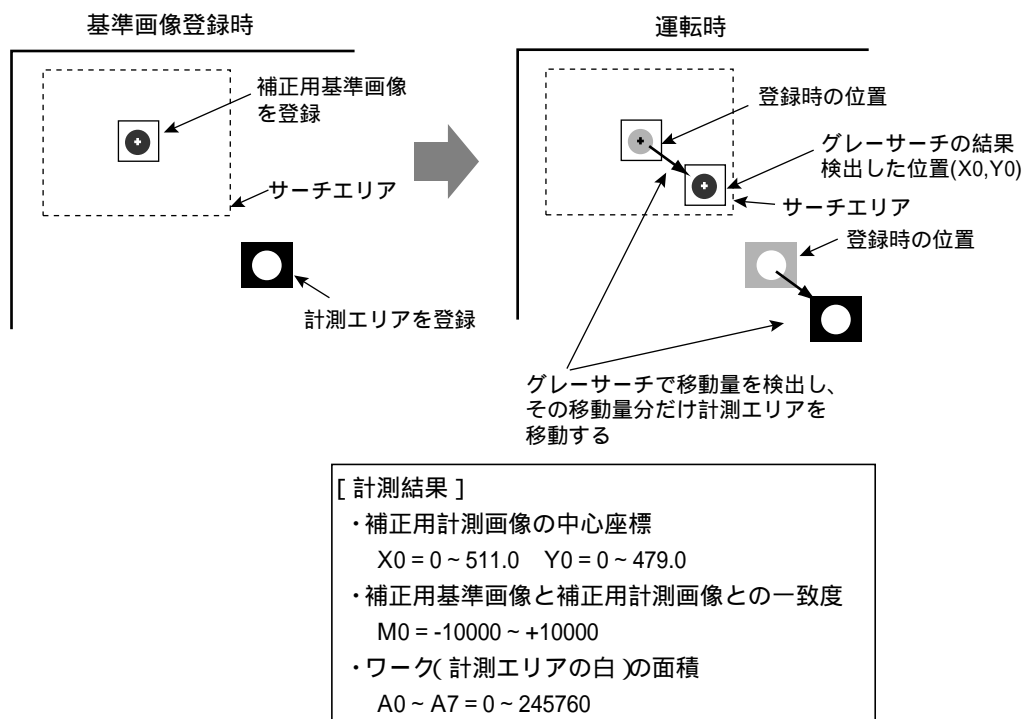 基準画像登録時
補正用基準画像
を登録
サーチエリア
計測エリアを登録
運転時
登録時の位置
グレーサーチの結果
検出した位置(X0,Y0)
サーチエリア
登録時の位置
グレーサーチで移動量を検出し、
その移動量分だけ計測エリアを
移動する
[ 計測結果 ]
・補正用計測画像の中心座標
X0 = 0 ~ 511.0 Y0 = 0 ~ 479.0
・補正用基準画像と補正用計測画像との一致度
M0 = -10000 ~ +10000
・ワーク( 計測エリアの白 )の面積
A0 ~ A7 = 0 ~ 245760